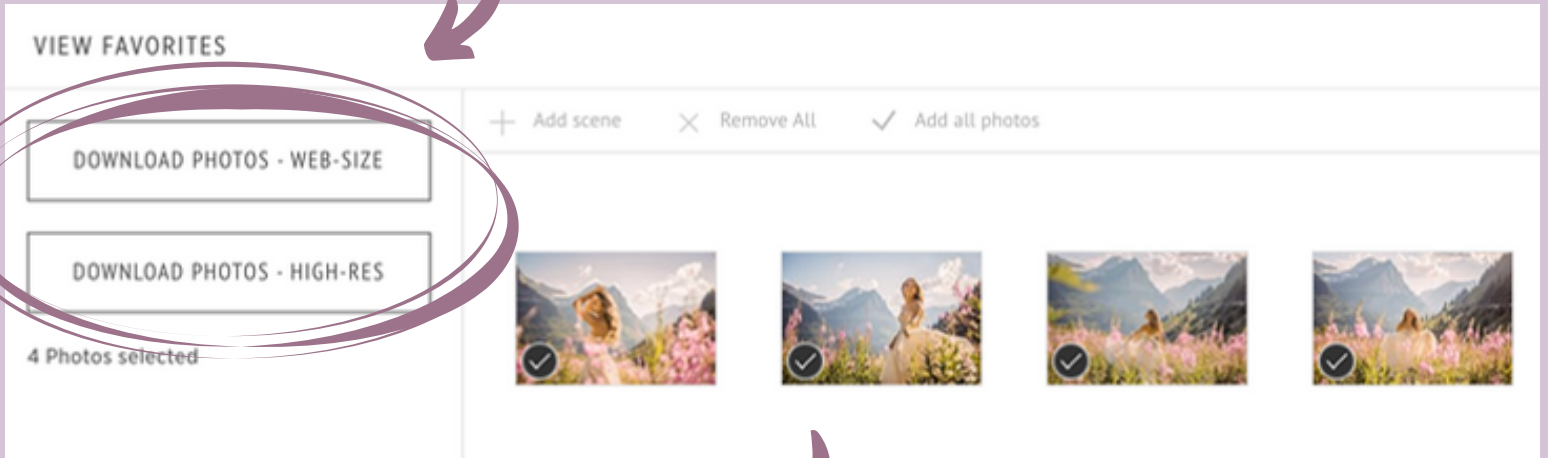 VIEW FAVORITES
Add scene Remove All Add all photos
DOWNLOAD PHOTOS - WEB-SIZE
DOWNLOAD PHOTOS - HIGH-RES
4 Photos selected